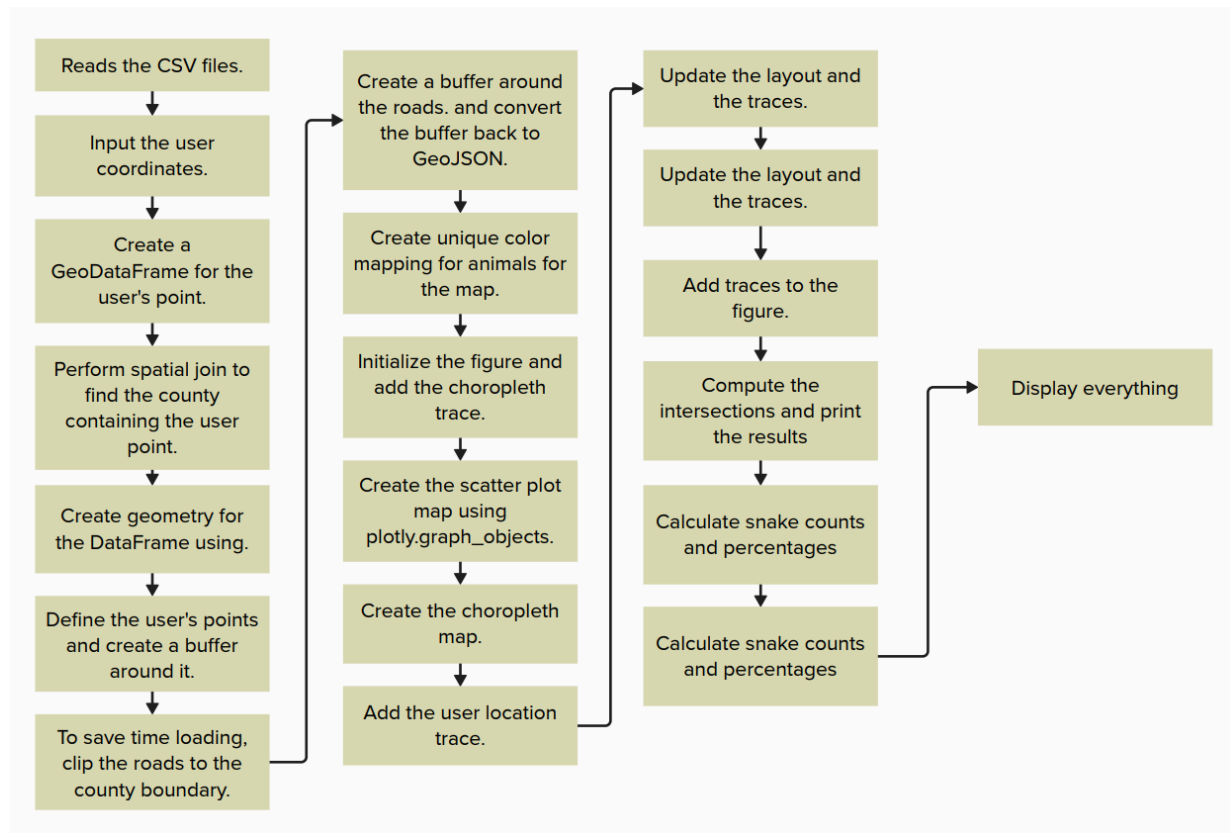 Reads the CSV files.
Input the user
coordinates.
Create a
GeoDataFrame for the
user's point.
Perform spatial join to
find the county
containing the user
point.
Create geometry for
the DataFrame using.
Define the user's points
and create a buffer
around it.
To save time loading,
clip the roads to the
county boundary.
Create a buffer around
the roads. and convert
the buffer back to
GeoJSON.
Create unique color
mapping for animals for
the map.
Initialize the figure and
add the choropleth
trace.
Create the scatter plot
map using
plotly.graph_objects.
Create the choropleth
map.
Add the user location
trace.
Update the layout and
the traces.
Update the layout and
the traces.
Add traces to the
figure.
Compute the
intersections and print
the results
Calculate snake counts
and percentages
Calculate snake counts
and percentages
Display everything